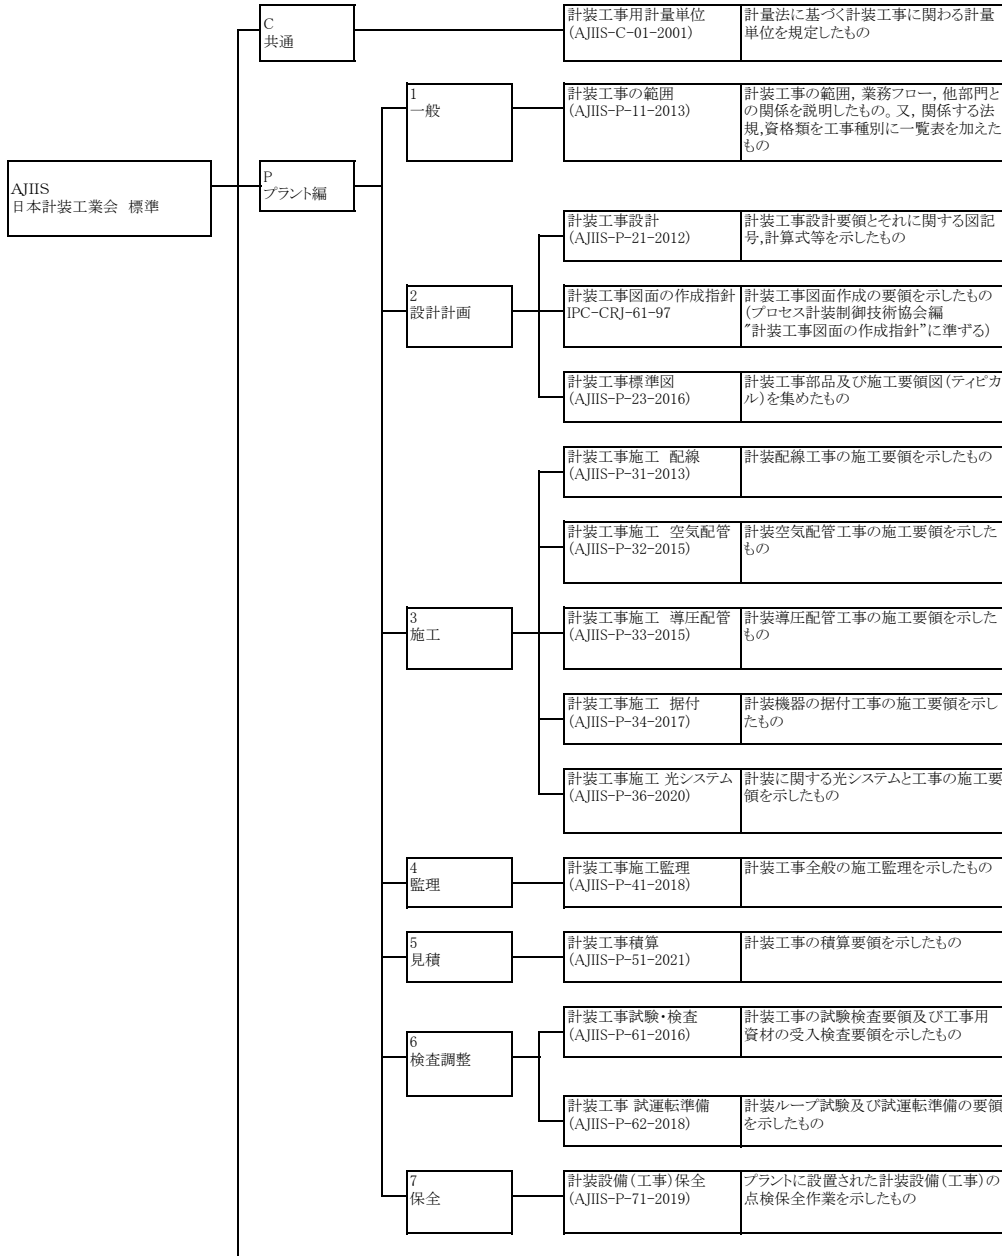 C
共通
計装工事用計量単位
(AJIIS-C-01-2001)
計量法に基づく計装工事に関わる計量
単位を規定したもの
1
一般
計装工事の範囲
(AJIIS-P-11-2013)
計装工事の範囲, 業務フロー, 他部門と
の関係を説明したもの。又, 関係する法
規,資格類を工事種別に一覧表を加えた
もの
AJIIS
日本計装工業会 標準
P
プラント編
計装工事設計
(AJIIS-P-21-2012)
計装工事設計要領とそれに関する図記
号,計算式等を示したもの
2
設計計画
計装工事図面の作成指針
IPC-CRJ-61-97
計装工事図面作成の要領を示したもの
(プロセス計装制御技術協会編
"計装工事図面の作成指針”に準ずる)
計装工事標準図
(AJIIS-P-23-2016)
計装工事部品及び施工要領図(ティピカ
ル)を集めたもの
計装工事施工 配線
(AJIIS-P-31-2013)
計装配線工事の施工要領を示したもの
計装工事施工 空気配管
(AJIIS-P-32-2015)
計装空気配管工事の施工要領を示した
もの
3
施工
計装工事施工 導圧配管
(AJIIS-P-33-2015)
計装導圧配管工事の施工要領を示した
もの
計装工事施工 据付
(AJIIS-P-34-2017)
計装機器の据付工事の施工要領を示し
たもの
計装工事施工 光システム
(AJIIS-P-36-2020)
計装に関する光システムと工事の施工要
領を示したもの
4
監理
計装工事施工監理
(AJIIS-P-41-2018)
計装工事全般の施工監理を示したもの
5
見積
計装工事積算
(AJIIS-P-51-2021)
計装工事の積算要領を示したもの
6
検査調整
計装工事試験・検査
(AJIIS-P-61-2016)
計装工事の試験検査要領及び工事用
資材の受入検査要領を示したもの
計装工事 試運転準備
(AJIIS-P-62-2018)
計装ループ試験及び試運転準備の要領
を示したもの
7
保全
計装設備(工事)保全
(AJIIS-P-71-2019)
プラントに設置された計装設備(工事)の
点検保全作業を示したもの